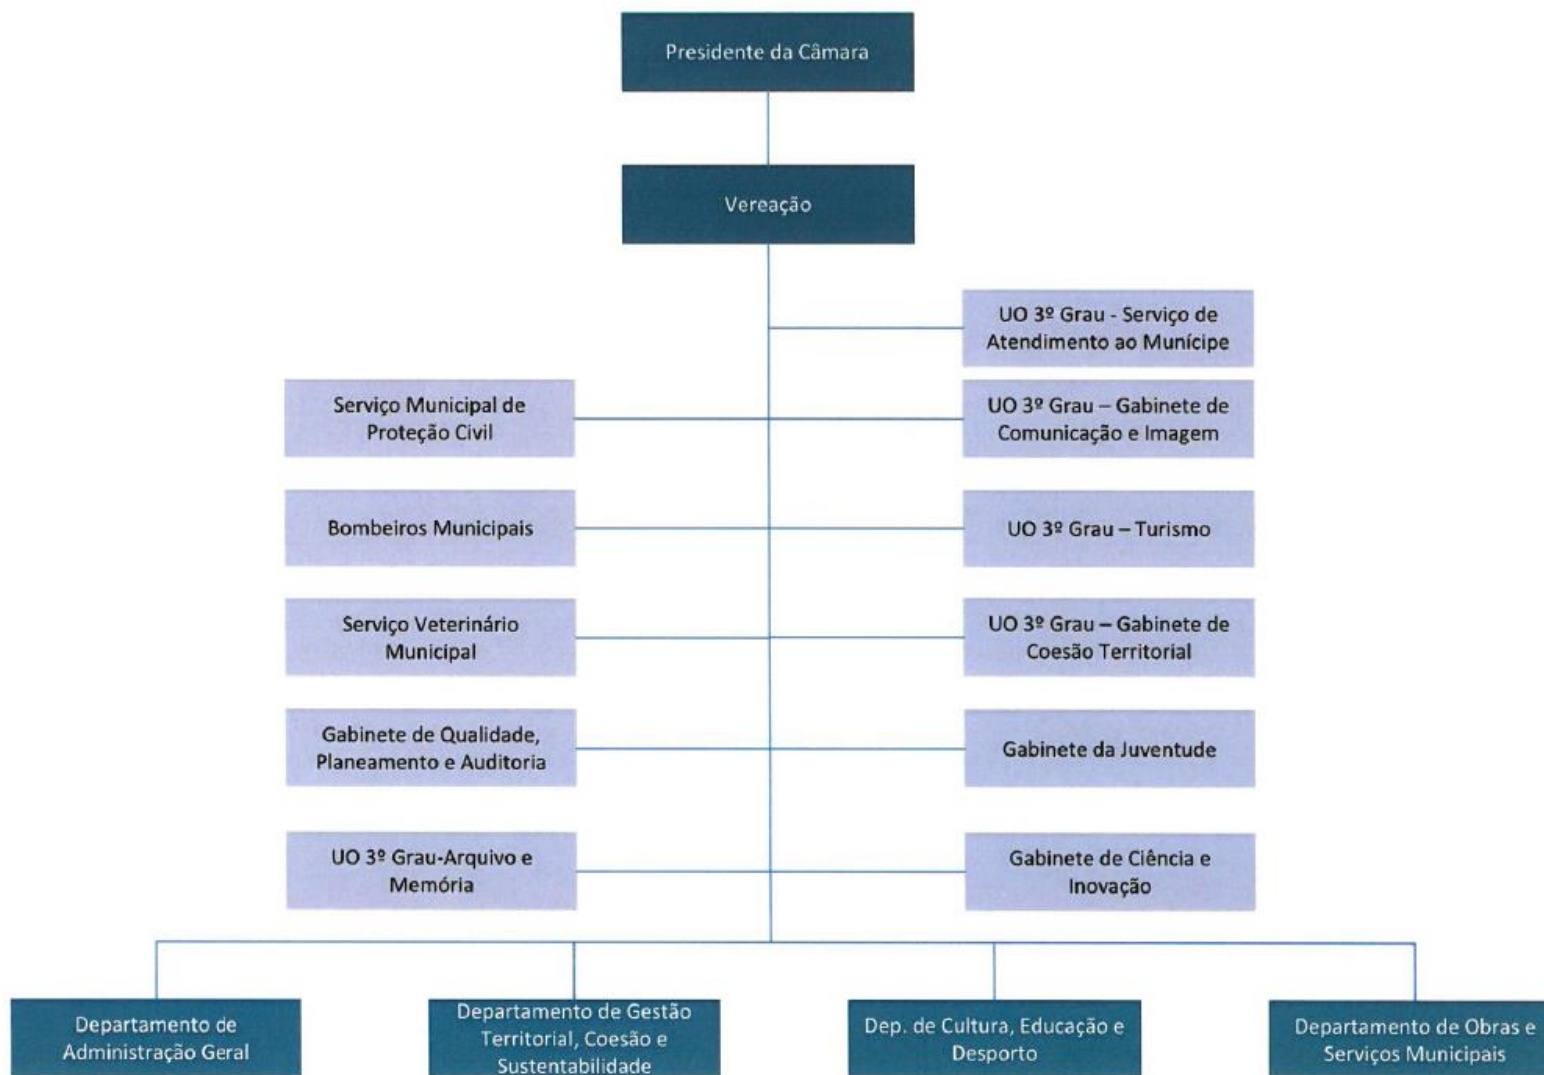 Presidente da Câmara
Vereação
UO 3º Grau - Serviço de
Atendimento ao Munícipe
Serviço Municipal de
Proteção Civil
UO 3º Grau – Gabinete de
Comunicação e Imagem
Bombeiros Municipais
UO 3º Grau – Turismo
Serviço Veterinário
Municipal
UO 3º Grau – Gabinete de
Coesão Territorial
Gabinete de Qualidade,
Planeamento e Auditoria
Gabinete da Juventude
UO 3º Grau-Arquivo e
Memória
Gabinete de Ciência e
Inovação
Departamento de
Administração Geral
Departamento de Gestão
Territorial, Coesão e
Sustentabilidade
Dep. de Cultura, Educação e
Desporto
Departamento de Obras e
Serviços Municipais